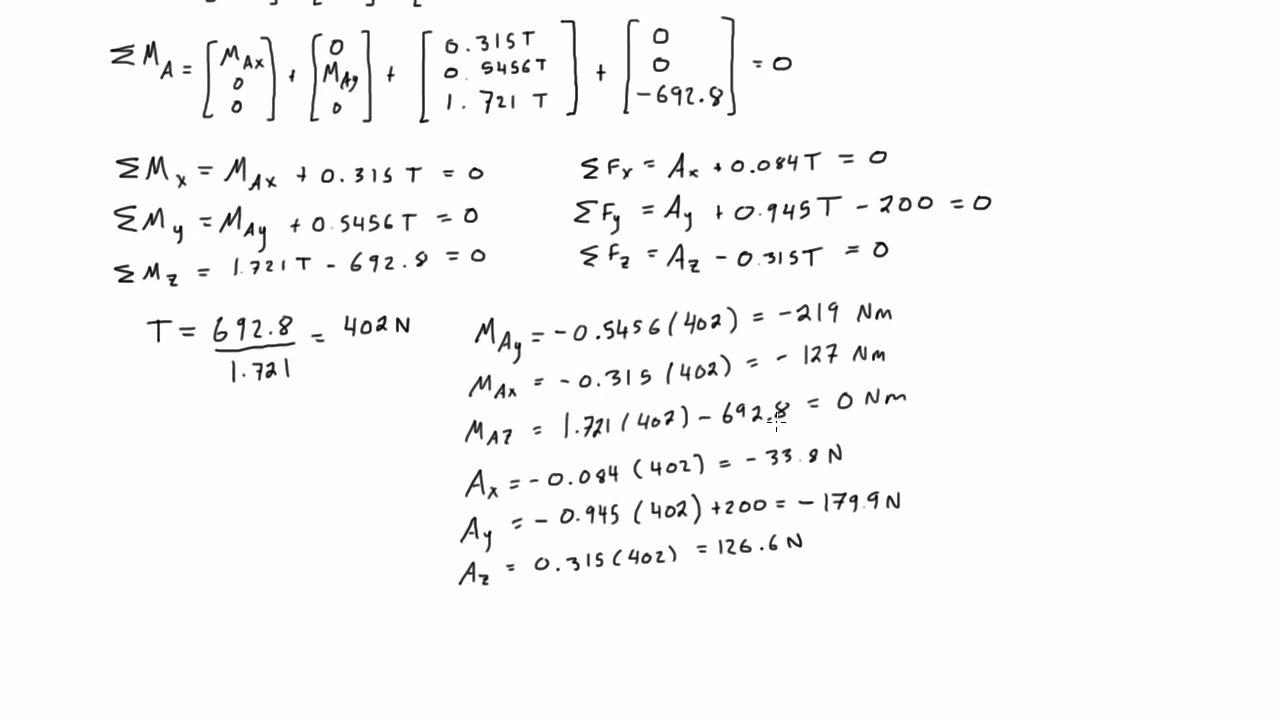 ΣM_A = [M_Ax 0 0] + [0 M_Ay 0] + [0.315T 0.5456T 1.721T] + [0 0 -692.8] = 0
ΣM_x = M_Ax + 0.315T = 0
ΣM_y = M_Ay + 0.5456T = 0
ΣM_z = 1.721T - 692.8 = 0
ΣF_x = A_x + 0.084T = 0
ΣF_y = A_y + 0.945T - 200 = 0
ΣF_z = A_z - 0.315T = 0
T = 692.8/1.721 = 402N
M_Ay = -0.5456(402) = -219 Nm
M_Ax = -0.315(402) = -127 Nm
M_Az = 1.721(402) - 692.8 = 0 Nm
A_x = -0.084(402) = -33.8N
A_y = -0.945(402) + 200 = -179.9N
A_z = 0.315(402) = 126.6N